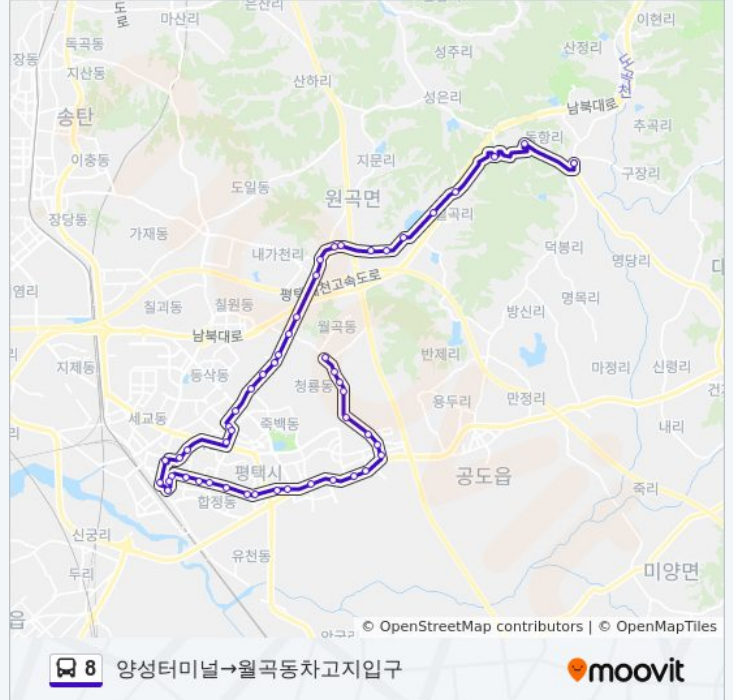 은산리
도로
마산리
이현리
독곡동
장동
지산동
성주리
산정리
산하리
성은리
남북대로
송탄
추곡리
동항리
이충동
지문리
구장리
도일동
원곡면
장당동
가재동
덕봉리
내가천리
명당리
염리
칠괴동
칠원동
명목리
방신리
월곡동
남북대로
반제리
지제동
동삭동
마정리
신령리
청룡동
용두리
만정리
세교동
죽백동
내리
평택시
공도읍
합정동
죽리
신궁리
유천동
미양면
두리
읍
© OpenStreetMap contributors | © OpenMapTiles
8 양성터미널→월곡동차고지입구
moovit